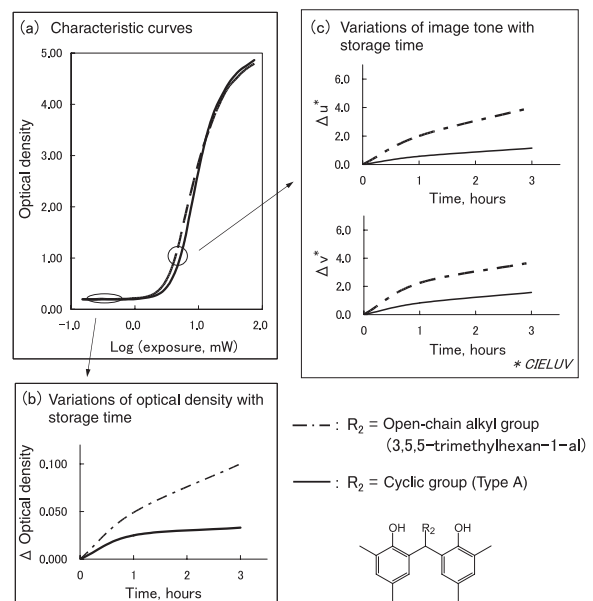 (a) Characteristic curves
5.00
4.00
3.00
2.00
1.00
0.00
Optical density
-1.0
0.0
1.0
2.0
Log (exposure, mW)
(b) Variations of optical density with
storage time
0.100
0.050
0.000
Δ Optical density
0
1
2
3
Time, hours
(c) Variations of image tone with
storage time
6.0
4.0
2.0
0.0
Δu*
0
1
2
3
Time, hours
6.0
4.0
2.0
0.0
Δv*
0
1
2
3
Time, hours
* CIELUV
: R₂ = Open-chain alkyl group
(3,5,5-trimethylhexan-1-al)
: R₂ = Cyclic group (Type A)
OH R₂ OH